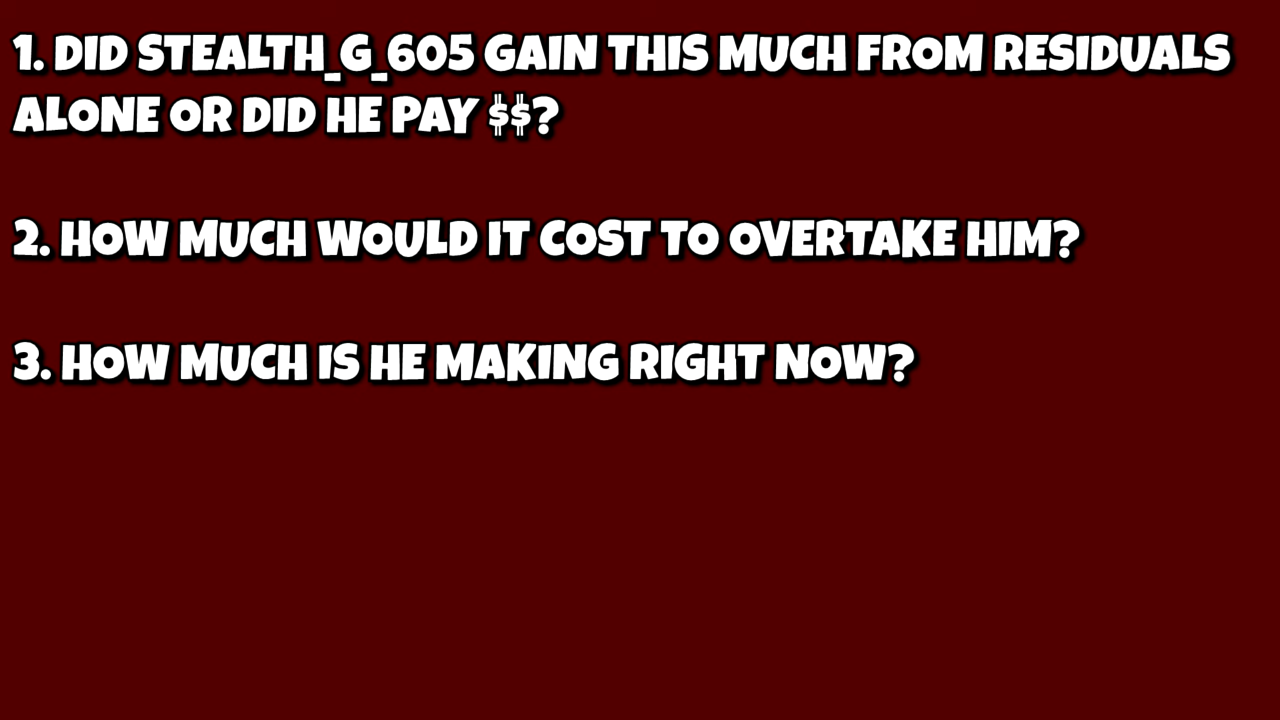 1. DID STEALTH_G_605 GAIN THIS MUCH FROM RESIDUALS
ALONE OR DID HE PAY $$?
2. HOW MUCH WOULD IT COST TO OVERTAKE HIM?
3. HOW MUCH IS HE MAKING RIGHT NOW?